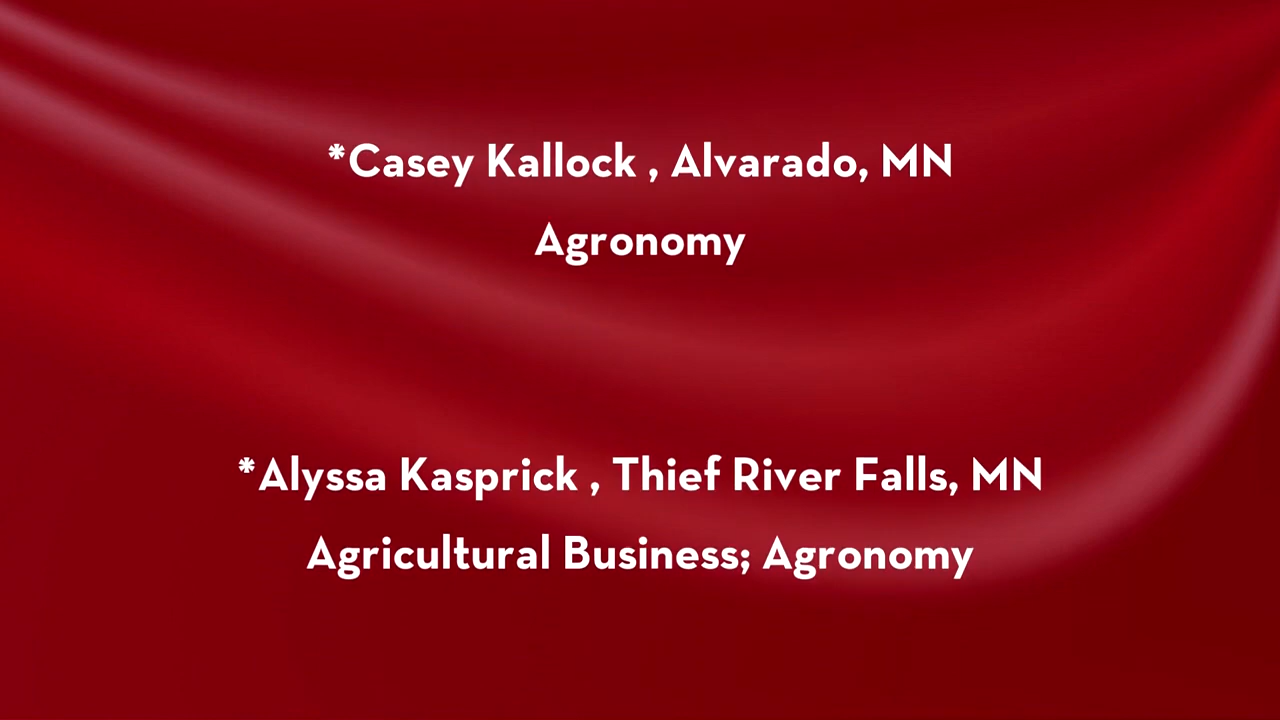 *Casey Kallock , Alvarado, MN
Agronomy
*Alyssa Kasprick , Thief River Falls, MN
Agricultural Business; Agronomy